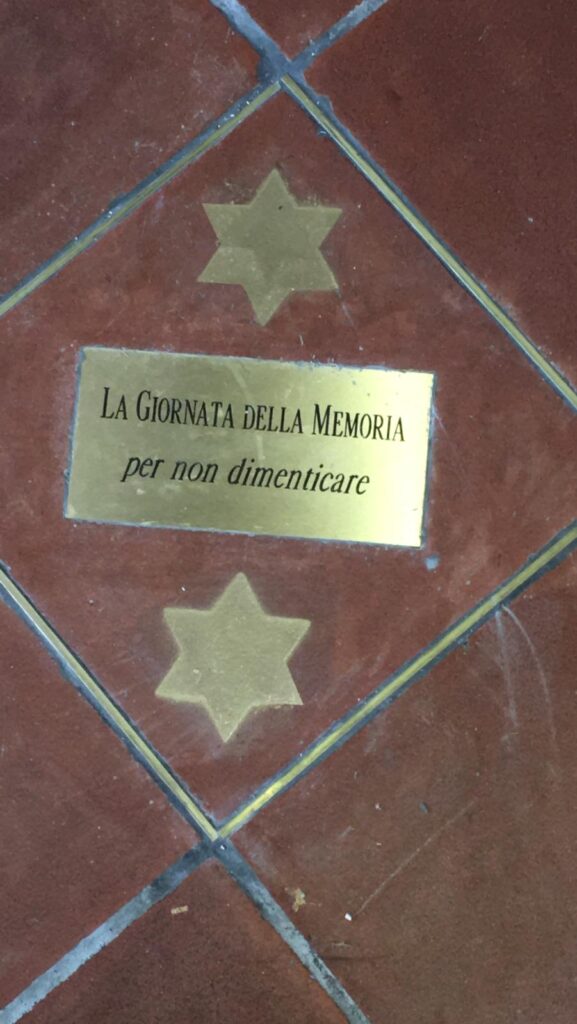 LA GIORNATA DELLA MEMORIA
per non dimenticare